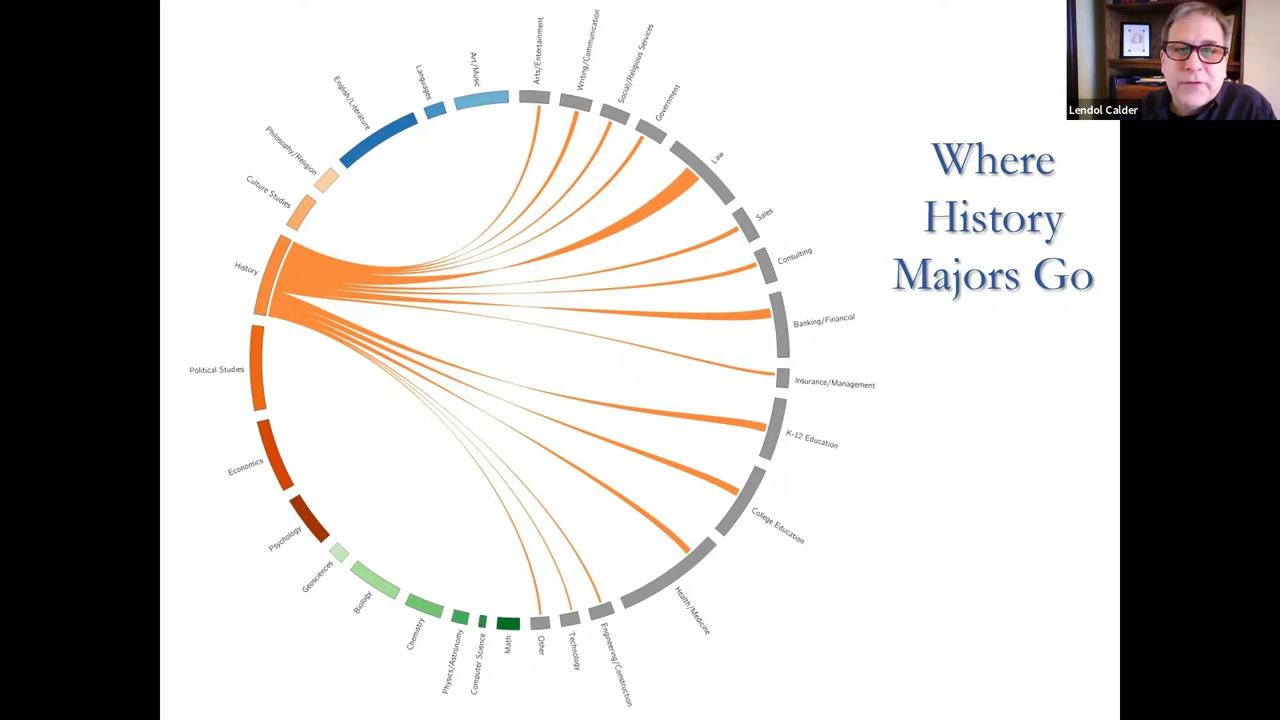 Lendol Calder
Where
History
Majors Go
Arts/Entertainment
Writing/Communication
Social/Religious Services
Government
Law
Sales
Consulting
Banking/Financial
Insurance/Management
K-12 Education
College Education
Health/Medicine
Engineering/Construction
Technology
Other
Math
Computer Science
Physics/Astronomy
Chemistry
Biology
Geosciences
Psychology
Economics
Political Studies
History
Culture Studies
Philosophy/Religion
English/Literature
Languages
Art/Music